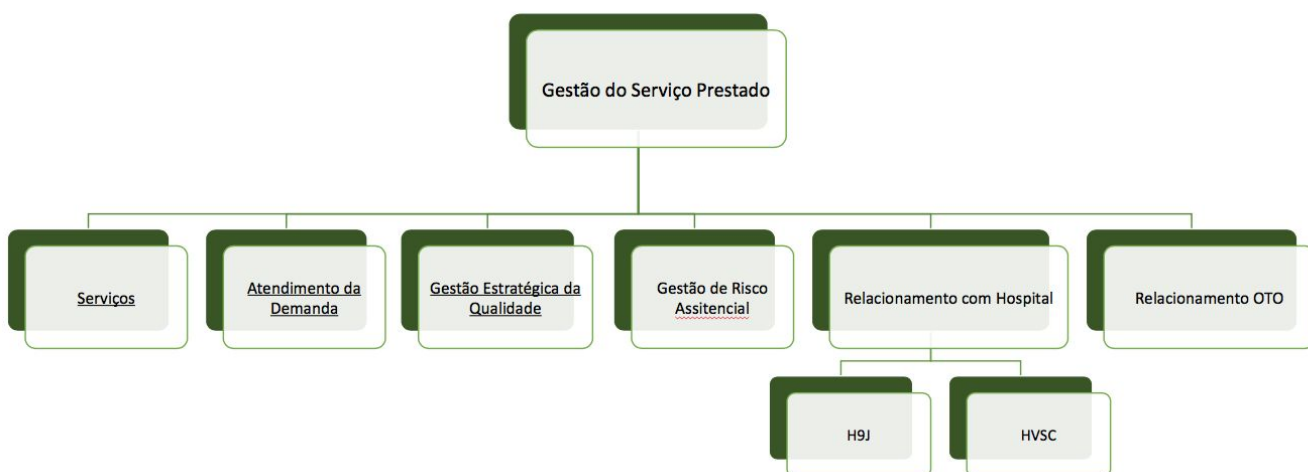 Gestão do Serviço Prestado
Serviços
Atendimento da
Demanda
Gestão Estratégica da
Qualidade
Gestão de Risco
Assitencial
Relacionamento com Hospital
Relacionamento OTO
H9J
HVSC